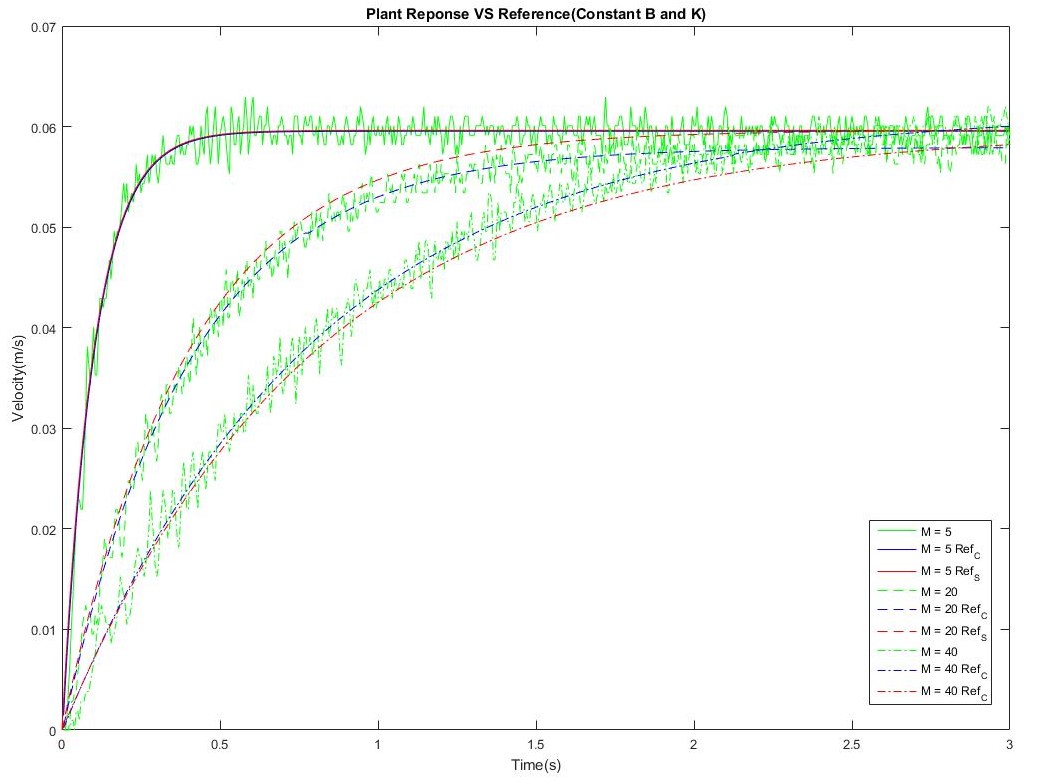 Plant Reponse VS Reference(Constant B and K)
0.07
0.06
0.05
0.04
0.03
0.02
0.01
0
Velocity(m/s)
M = 5
M = 5 Ref_C
M = 5 Ref_S
M = 20
M = 20 Ref_C
M = 20 Ref_S
M = 40
M = 40 Ref_C
M = 40 Ref_C
0 0.5 1 1.5 2 2.5 3
Time(s)